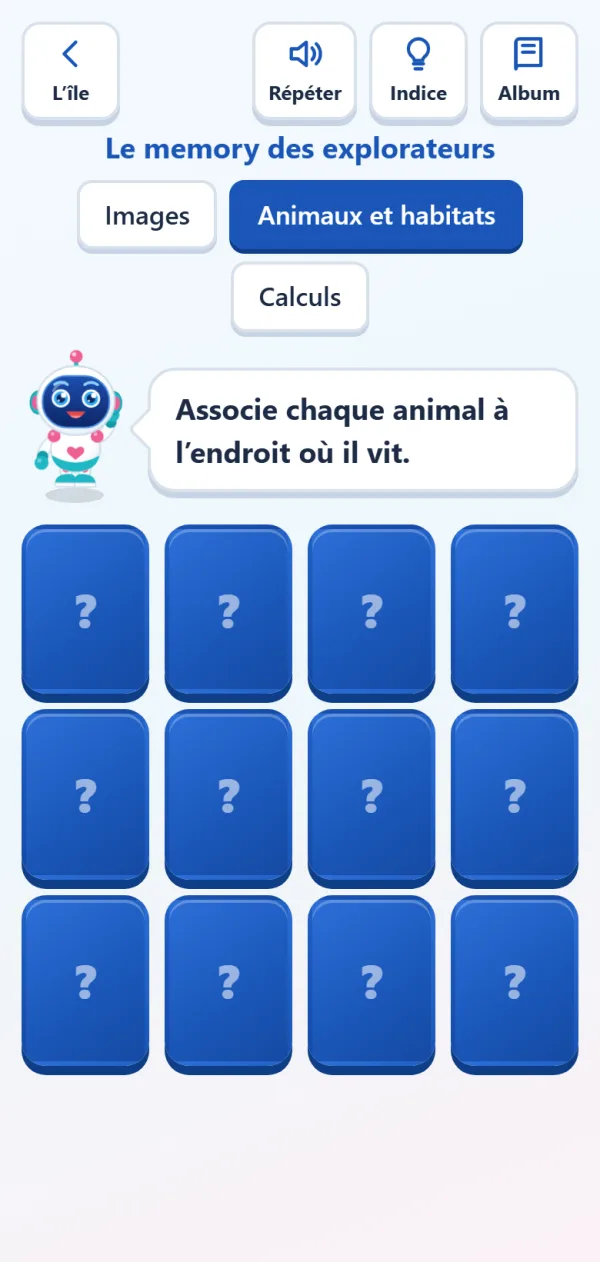 L’île
Répéter
Indice
Album
Le memory des explorateurs
Images
Animaux et habitats
Calculs
Associe chaque animal à
l’endroit où il vit.
? ? ? ?
? ? ? ?
? ? ? ?